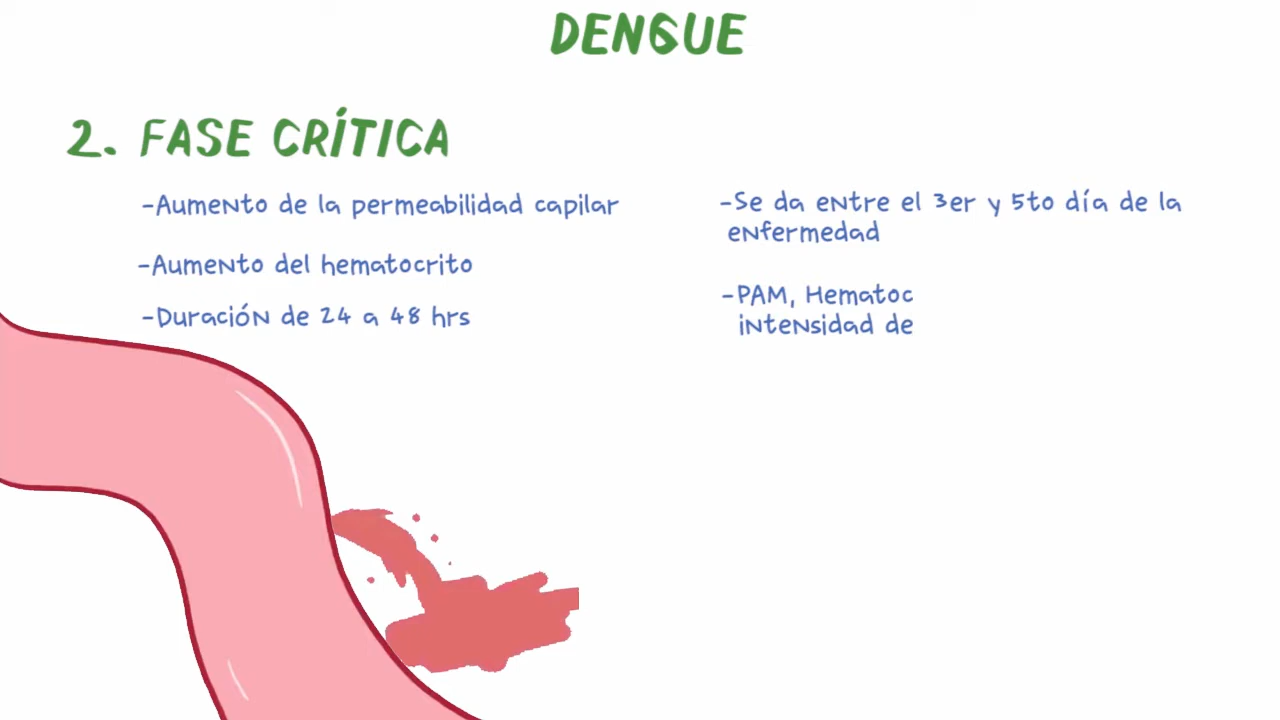 DENGUE
2. FASE CRÍTICA
-Aumento de la permeabilidad capilar
-Aumento del hematocrito
-Duración de 24 a 48 hrs
-Se da entre el 3er y 5to día de la
enfermedad
-PAM, Hematoc
intensidad de